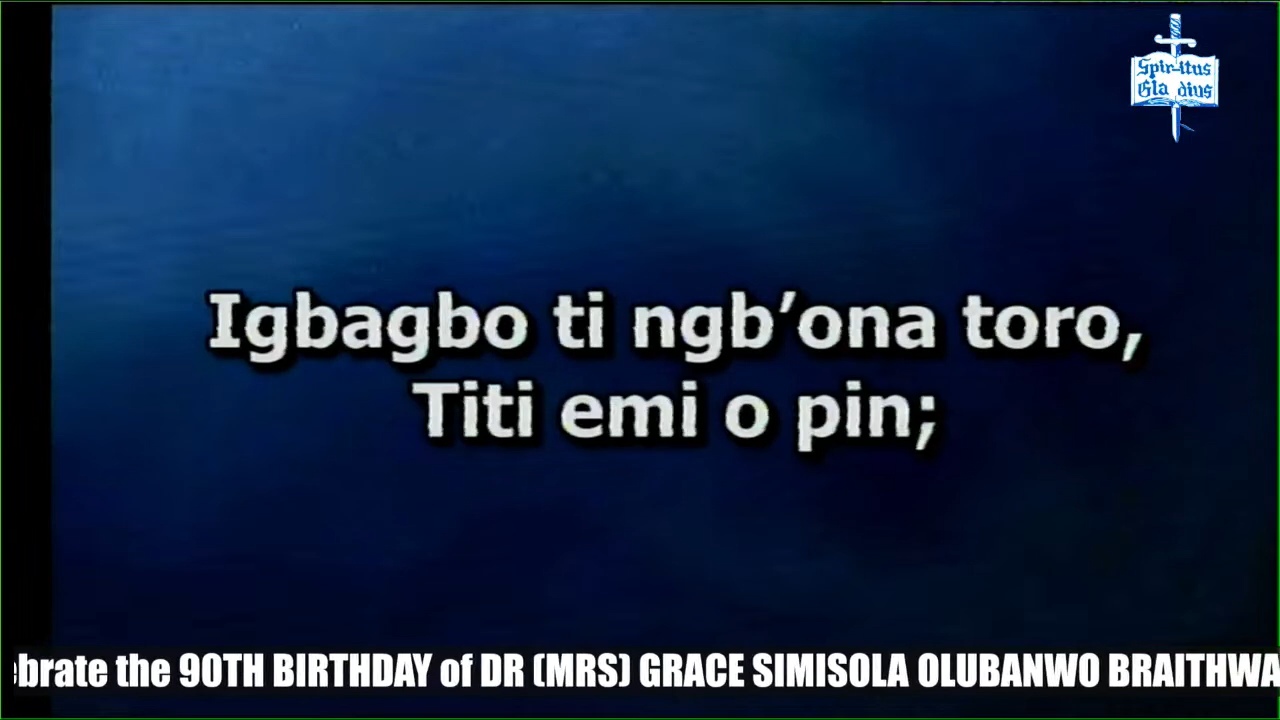 Spiritus
Gladius
Igbagbo ti ngb’ona toro,
Titi emi o pin;
ebrate the 90TH BIRTHDAY of DR (MRS) GRACE SIMISOLA OLUBANWO BRAITHWA